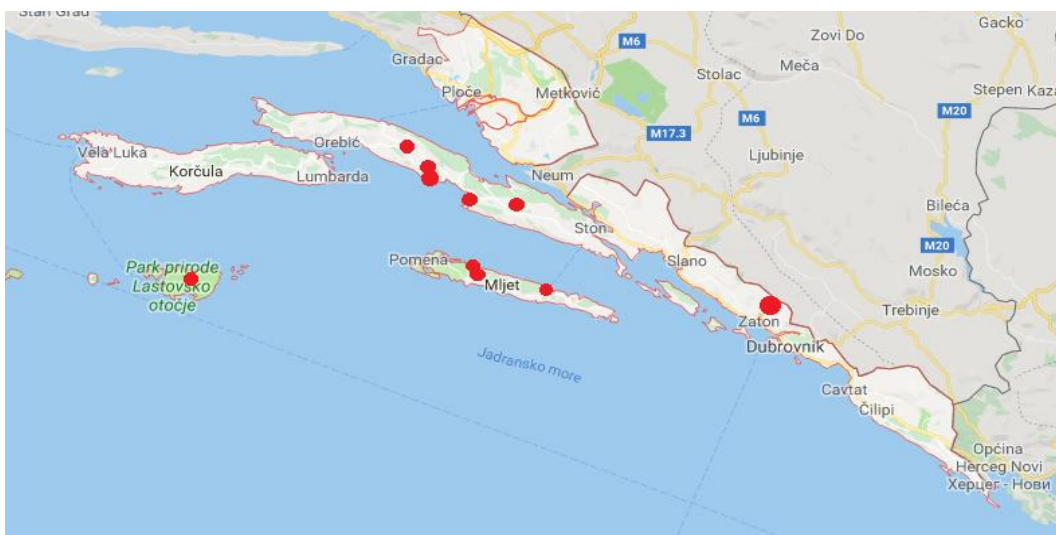 Stari Grad
Gacko
Zovi Do
M6
Gradac
Meča
Stolac
Ploče
Metković
Stepen
Kaza
M20
M6
M17.3
Orebić
Vela Luka
Korčula
Lumbarda
Neum
Ljubinje
Bileća
Ston
M20
Pomena
Slano
Mosko
Park prirode
Lastovsko
otočje
Mljet
Trebinje
Zaton
Dubrovnik
Jadransko more
Cavtat
Čilipi
Općina
Herceg Novi
Херцег - Нови